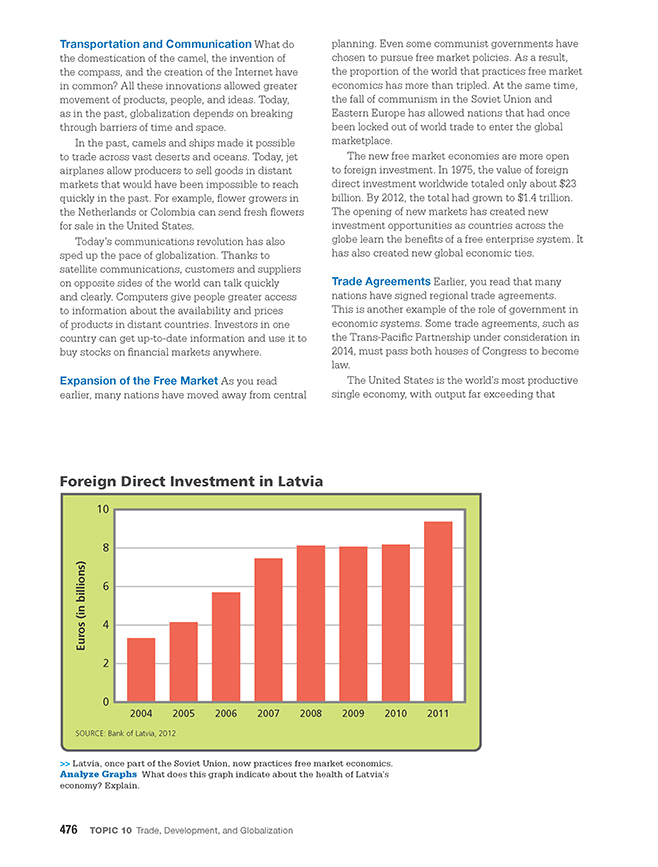 Transportation and Communication What do
the domestication of the camel, the invention of
the compass, and the creation of the Internet have
in common? All these innovations allowed greater
movement of products, people, and ideas. Today,
as in the past, globalization depends on breaking
through barriers of time and space.
In the past, camels and ships made it possible
to trade across vast deserts and oceans. Today, jet
airplanes allow producers to sell goods in distant
markets that would have been impossible to reach
quickly in the past. For example, flower growers in
the Netherlands or Colombia can send fresh flowers
for sale in the United States.
Today's communications revolution has also
sped up the pace of globalization. Thanks to
satellite communications, customers and suppliers
on opposite sides of the world can talk quickly
and clearly. Computers give people greater access
to information about the availability and prices
of products in distant countries. Investors in one
country can get up-to-date information and use it to
buy stocks on financial markets anywhere.
Expansion of the Free Market As you read
earlier, many nations have moved away from central
planning. Even some communist governments have
chosen to pursue free market policies. As a result,
the proportion of the world that practices free market
economics has more than tripled. At the same time,
the fall of communism in the Soviet Union and
Eastern Europe has allowed nations that had once
been locked out of world trade to enter the global
marketplace.
The new free market economies are more open
to foreign investment. In 1975, the value of foreign
direct investment worldwide totaled only about $23
billion. By 2012, the total had grown to $1.4 trillion.
The opening of new markets has created new
investment opportunities as countries across the
globe learn the benefits of a free enterprise system. It
has also created new global economic ties.
Trade Agreements Earlier, you read that many
nations have signed regional trade agreements.
This is another example of the role of government in
economic systems. Some trade agreements, such as
the Trans-Pacific Partnership under consideration in
2014, must pass both houses of Congress to become
law.
The United States is the world's most productive
single economy, with output far exceeding that
Foreign Direct Investment in Latvia
Euros (in billions)
10
8
6
4
2
0
2004 2005 2006 2007 2008 2009 2010 2011
SOURCE: Bank of Latvia, 2012
>> Latvia, once part of the Soviet Union, now practices free market economics.
Analyze Graphs What does this graph indicate about the health of Latvia's
economy? Explain.
476 TOPIC 10 Trade, Development, and Globalization